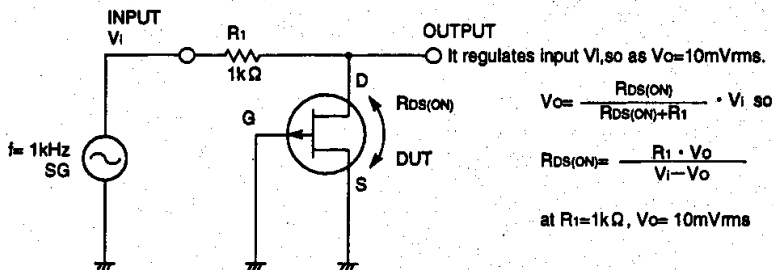 INPUT
Vi
R1
1kΩ
OUTPUT
It regulates input Vi,so as Vo=10mVrms.
D
RDS(ON)
G
DUT
S
f= 1kHz
SG
Vo= RDS(ON) / RDS(ON)+R1 · Vi so
RDS(ON)= R1 · Vo / Vi−Vo
at R1=1kΩ, Vo= 10mVrms